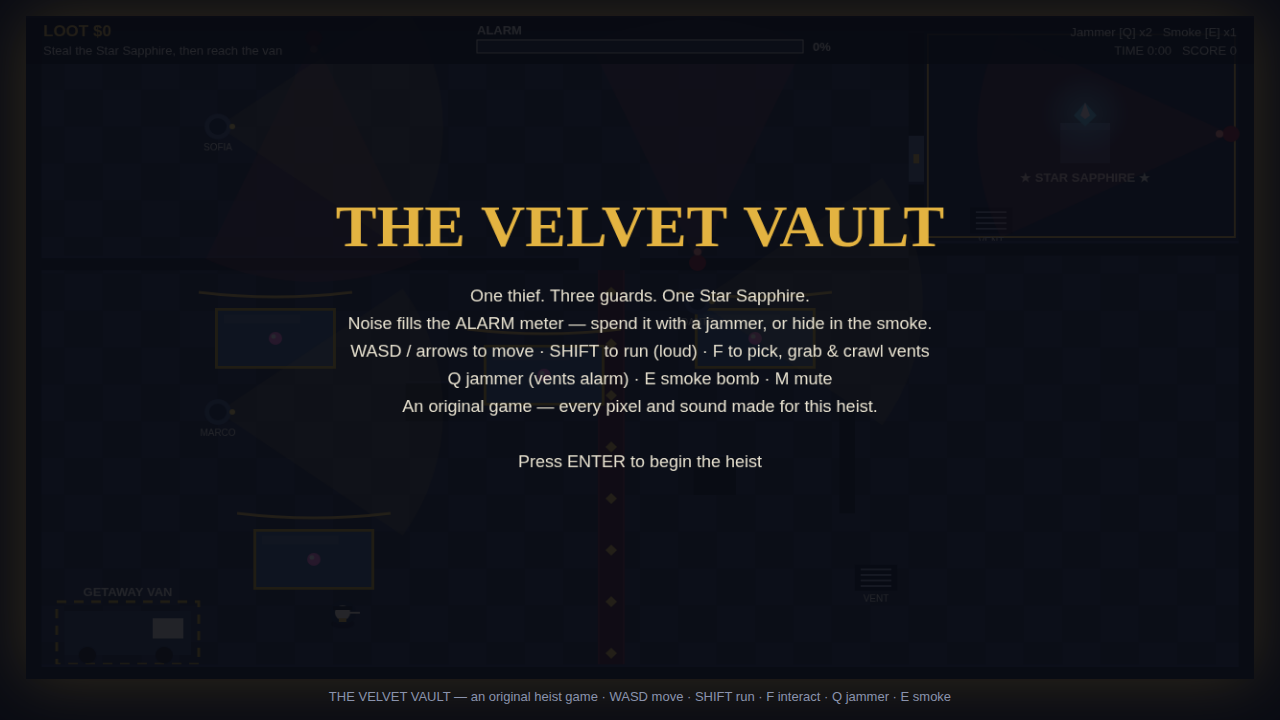 LOOT $0
Steal the Star Sapphire, then reach the van
ALARM
0%
Jammer [Q] x2 Smoke [E] x1
TIME 0:00 SCORE 0
SOFIA
★ STAR SAPPHIRE ★
THE VELVET VAULT
One thief. Three guards. One Star Sapphire.
Noise fills the ALARM meter — spend it with a jammer, or hide in the smoke.
WASD / arrows to move · SHIFT to run (loud) · F to pick, grab & crawl vents
Q jammer (vents alarm) · E smoke bomb · M mute
An original game — every pixel and sound made for this heist.
MARCO
Press ENTER to begin the heist
GETAWAY VAN
VENT
THE VELVET VAULT — an original heist game · WASD move · SHIFT run · F interact · Q jammer · E smoke